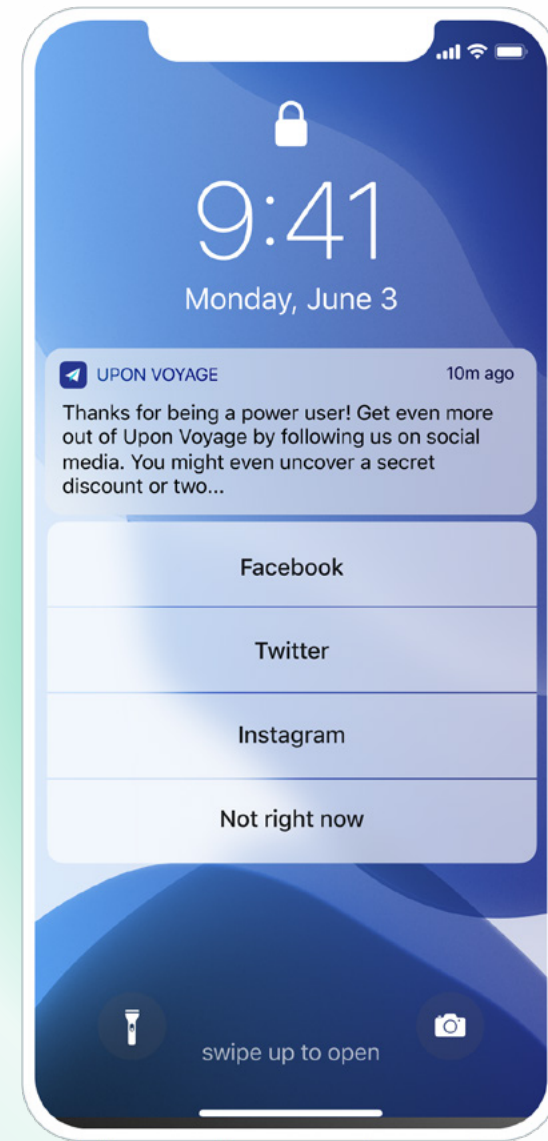 9:41
Monday, June 3
UPON VOYAGE
10m ago
Thanks for being a power user! Get even more
out of Upon Voyage by following us on social
media. You might even uncover a secret
discount or two...
Facebook
Twitter
Instagram
Not right now
swipe up to open